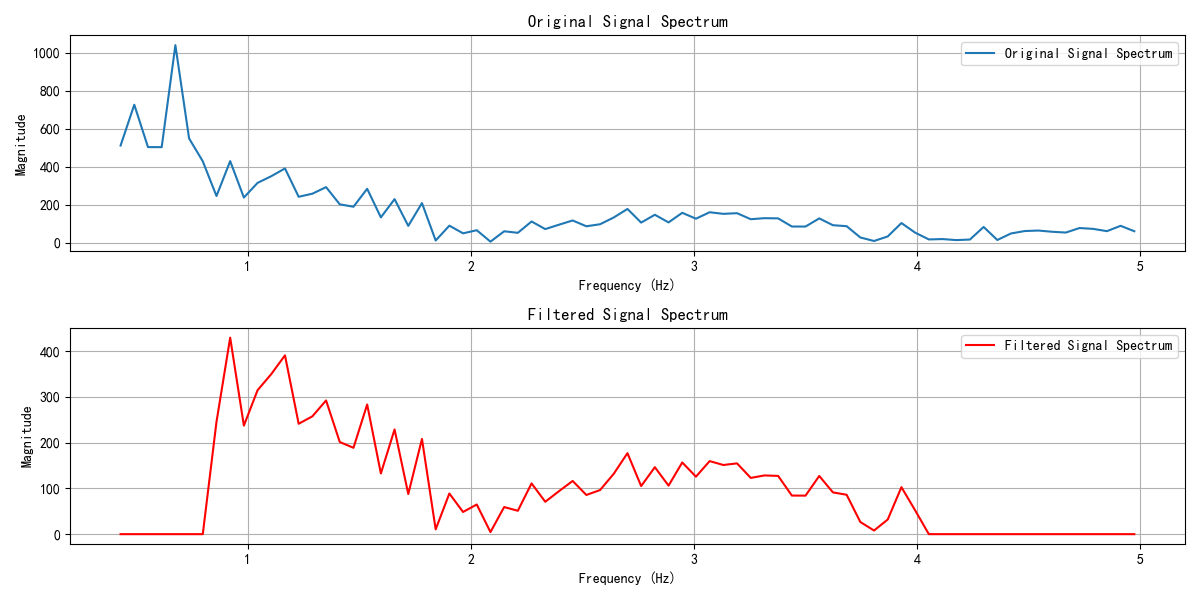 Original Signal Spectrum
Original Signal Spectrum
1000
800
600
400
200
0
Magnitude
1 2 3 4 5
Frequency (Hz)
Filtered Signal Spectrum
Filtered Signal Spectrum
400
300
200
100
0
Magnitude
1 2 3 4 5
Frequency (Hz)